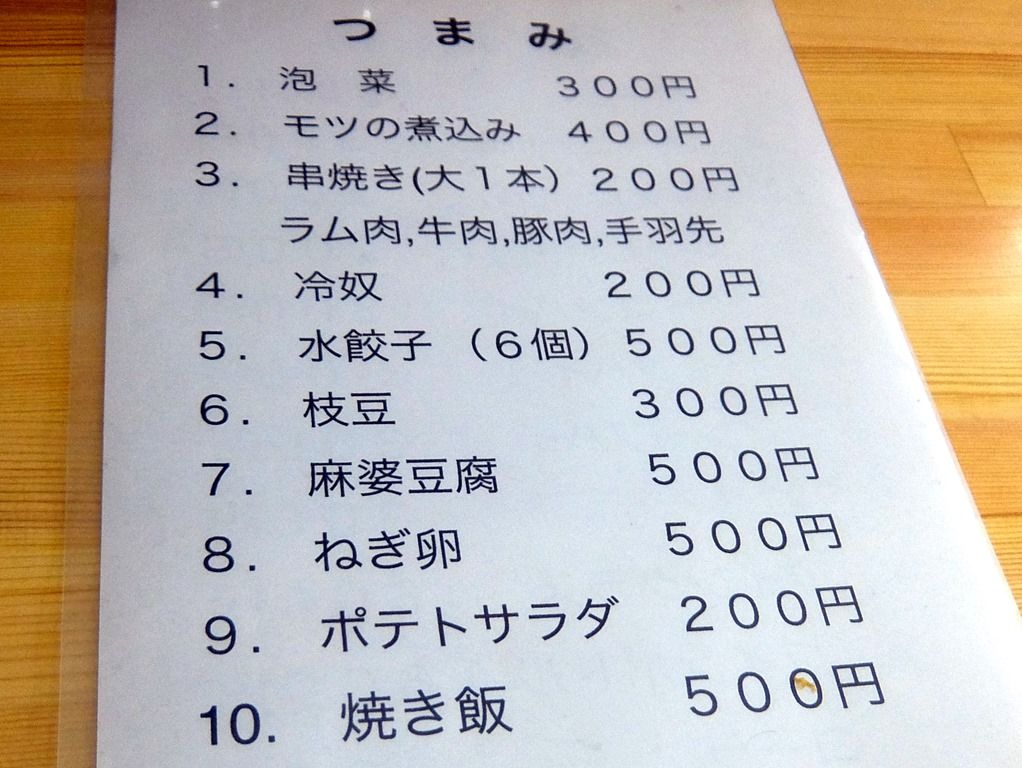 つまみ
1. 泡 菜 300円
2. モツの煮込み 400円
3. 串焼き(大1本) 200円
ラム肉,牛肉,豚肉,手羽先
4. 冷奴 200円
5. 水餃子 (6個) 500円
6. 枝豆 300円
7. 麻婆豆腐 500円
8. ねぎ卵 500円
9. ポテトサラダ 200円
10. 焼き飯 500円